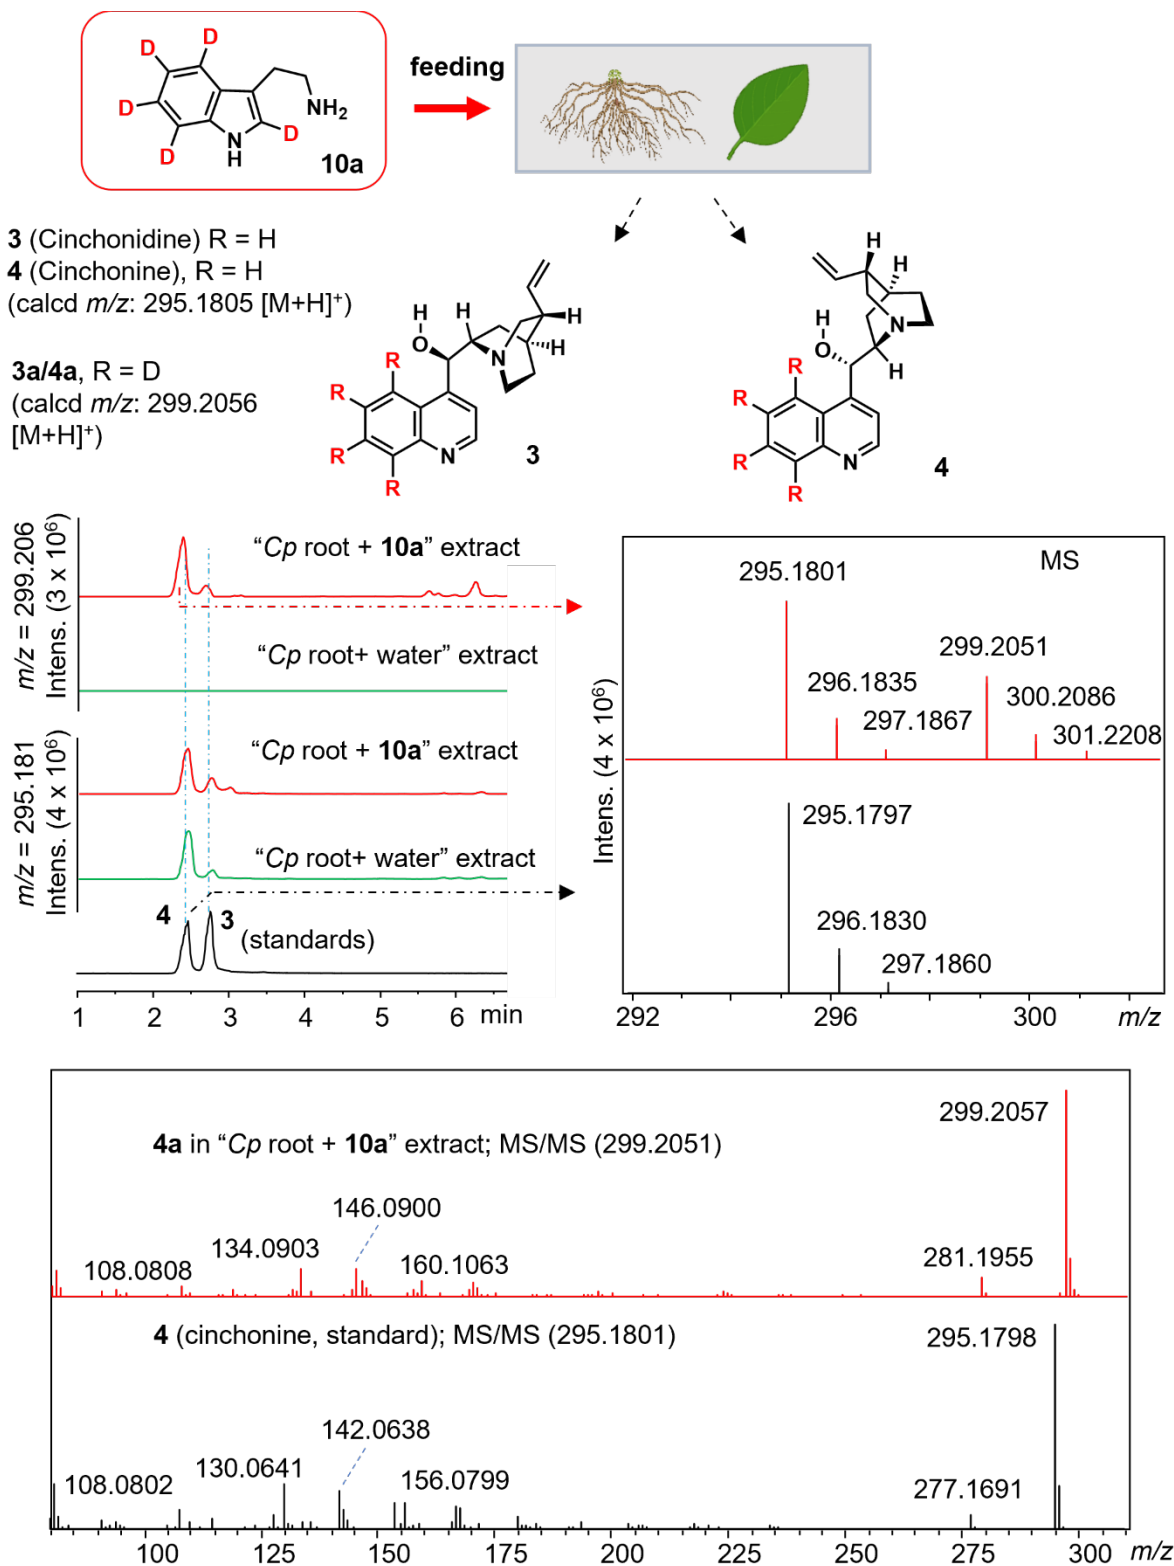 D
D
D
D
D
NH₂
N
H
10a
feeding
3 (Cinchonidine) R = H
4 (Cinchonine), R = H
(calcd m/z: 295.1805 [M+H]⁺)
3a/4a, R = D
(calcd m/z: 299.2056
[M+H]⁺)
H
O
H
N
H
H
R
R
R
R
N
3
H
H
N
H
O
H
R
R
R
R
N
4
m/z = 299.206
Intens. (3 x 10⁶)
"Cp root + 10a" extract
"Cp root+ water" extract
m/z = 295.181
Intens. (4 x 10⁶)
"Cp root + 10a" extract
"Cp root+ water" extract
4
3
(standards)
1 2 3 4 5 6 min
MS
Intens. (4 x 10⁶)
295.1801
299.2051
296.1835
300.2086
297.1867
301.2208
295.1797
296.1830
297.1860
292 296 300 m/z
299.2057
4a in "Cp root + 10a" extract; MS/MS (299.2051)
146.0900
134.0903
160.1063
108.0808
281.1955
4 (cinchonine, standard); MS/MS (295.1801)
295.1798
142.0638
130.0641
156.0799
108.0802
277.1691
100 125 150 175 200 225 250 275 300 m/z